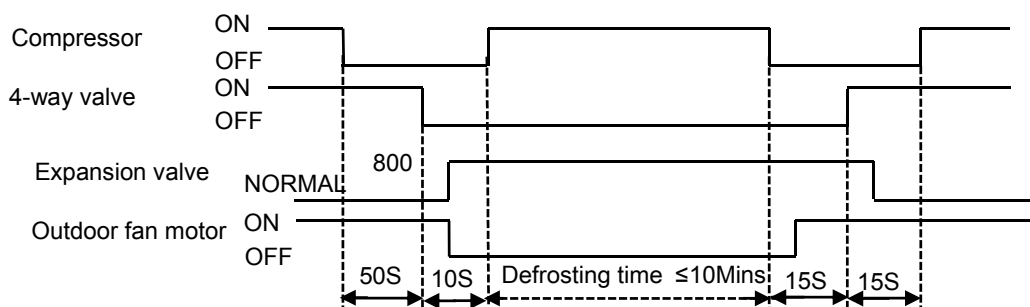 Compressor
ON
OFF
4-way valve
ON
OFF
Expansion valve
800
NORMAL
Outdoor fan motor
ON
OFF
50S
10S
Defrosting time ≤10Mins
15S
15S